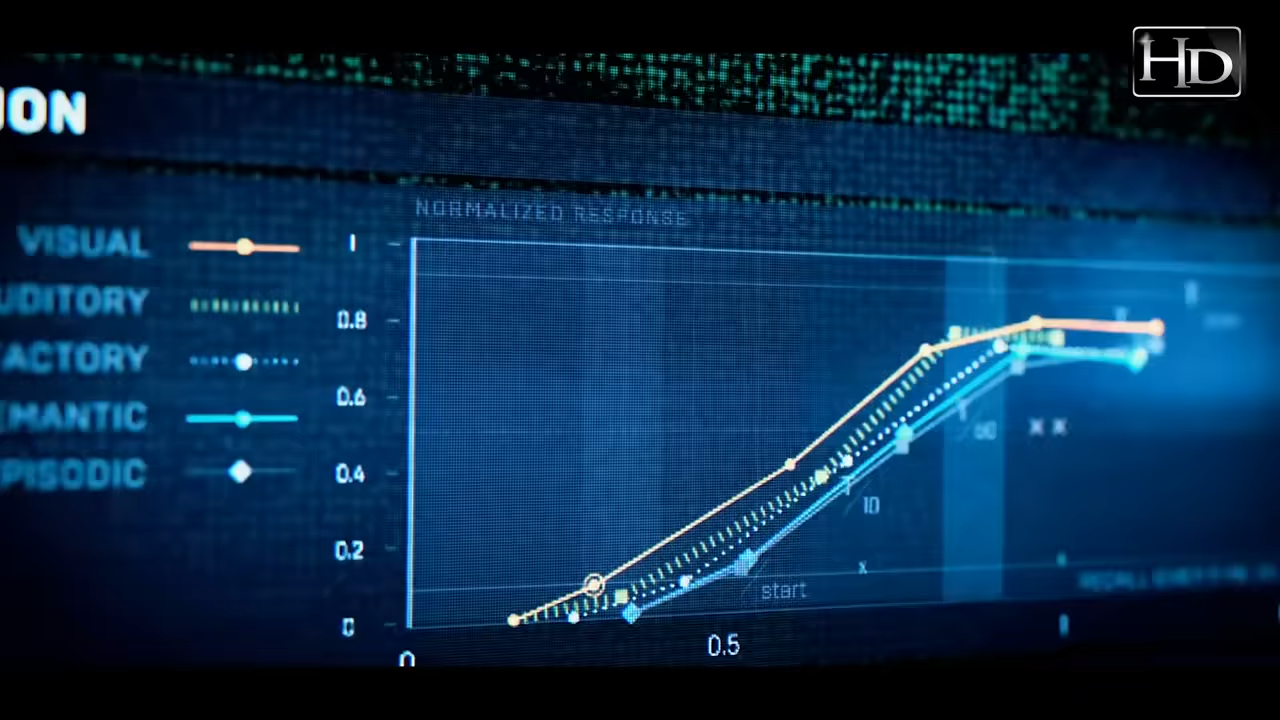 HD
ION
NORMALIZED RESPONSE
VISUAL
UDITORY
ACTORY
EMANTIC
PISODIC
1
0.8
0.6
0.4
0.2
0
60
10
x
start
0
0.5